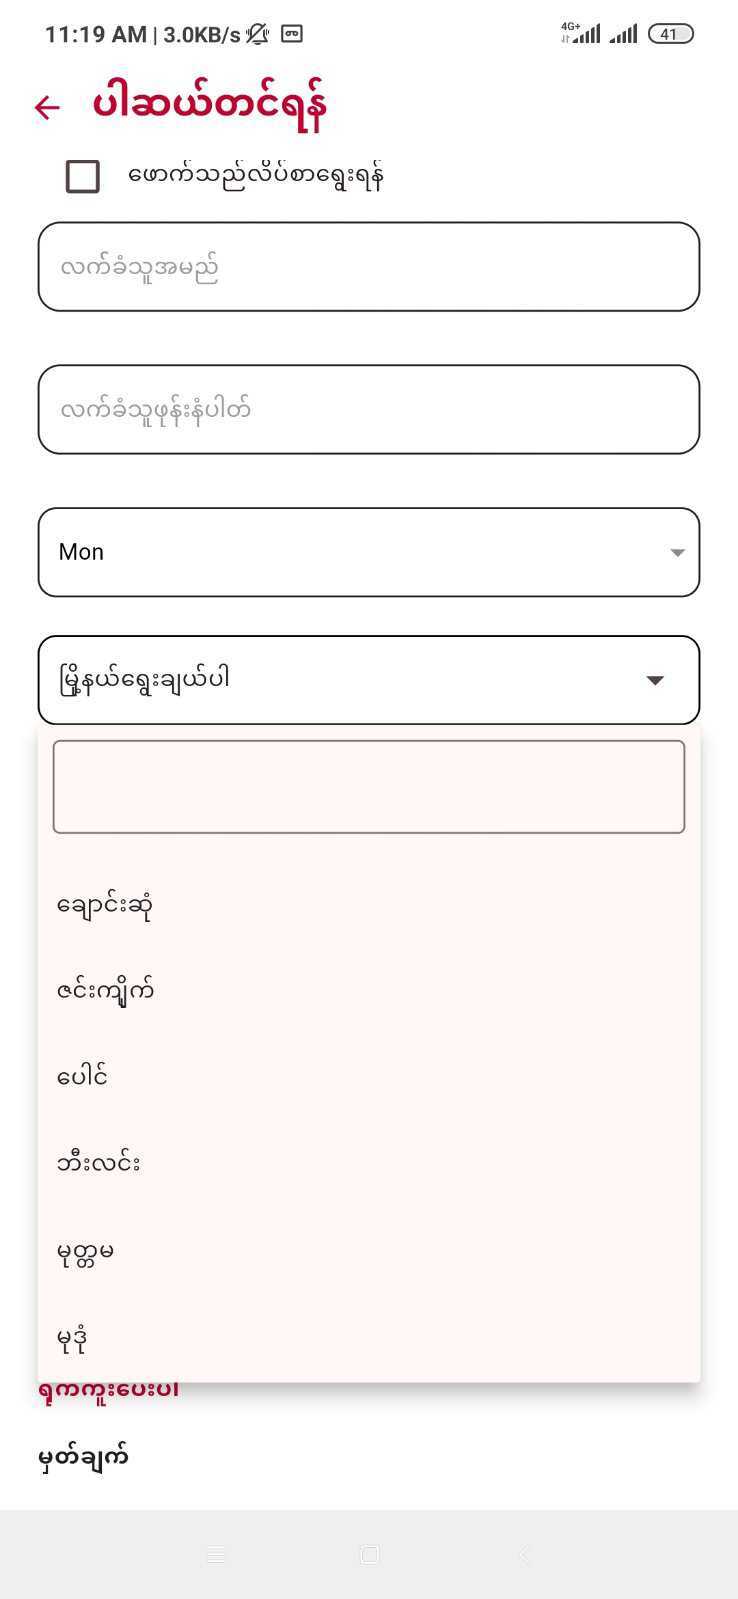 11:19 AM | 3.0KB/s
4G+
41
ပါဆယ်တင်ရန်
ဖောက်သည်လိပ်စာရွေးရန်
လက်ခံသူအမည်
လက်ခံသူဖုန်းနံပါတ်
Mon
မြို့နယ်ရွေးချယ်ပါ
ချောင်းဆုံ
ဇင်းကျိုက်
ပေါင်
ဘီးလင်း
မုတ္တမ
မုဒုံ
မှတ်ချက်